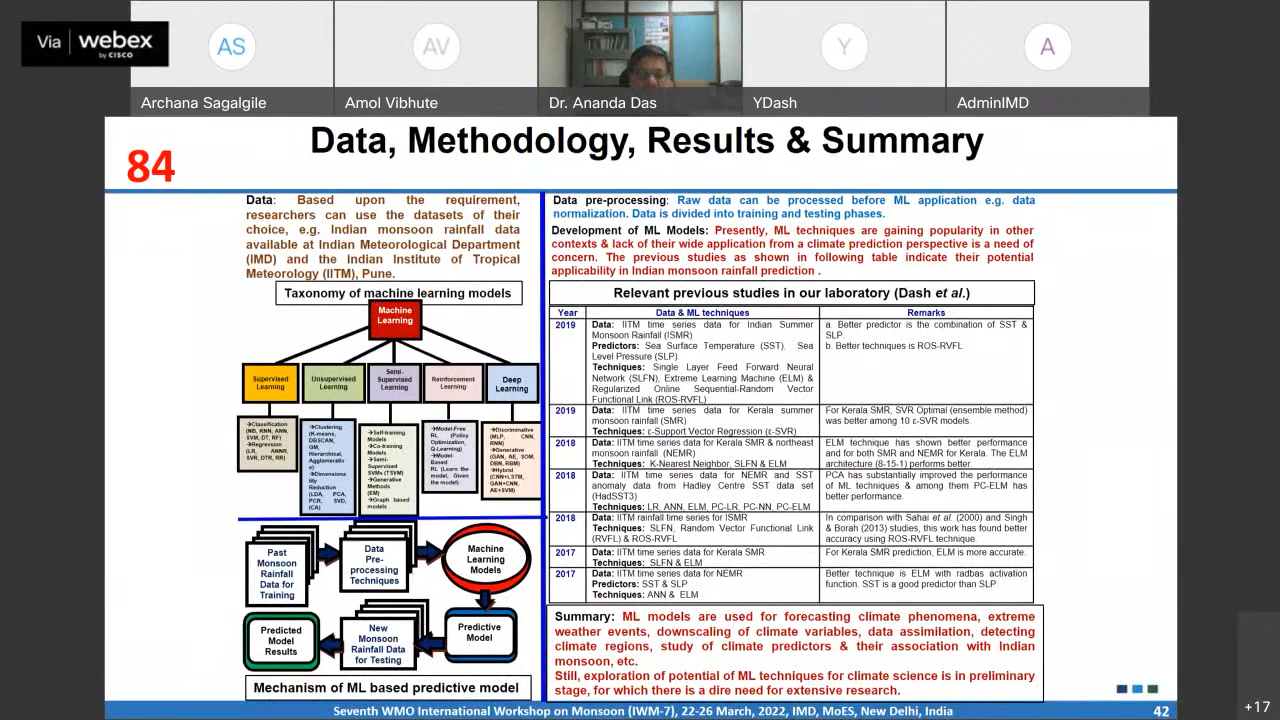 Via webex
by CISCO
AS
AV
Y
A
Archana Sagalgile
Amol Vibhute
Dr. Ananda Das
YDash
AdminIMD
Data, Methodology, Results & Summary
84
Data: Based upon the requirement,
researchers can use the datasets of their
choice, e.g. Indian monsoon rainfall data
available at Indian Meteorological Department
(IMD) and the Indian Institute of Tropical
Meteorology (IITM), Pune.
Taxonomy of machine learning models
Machine
Learning
Supervised
Learning
Unsupervised
Learning
Semi-
Supervised
Learning
Reinforcement
Learning
Deep
Learning
→Classification
(NB, KNN, ANN,
SVM, DT, RF)
→Regression
(LR, ANNR,
SVR, DTR, RR)
→Clustering
(K-means,
DBSCAN,
GM,
Hierarchical,
Agglomerativ
e)
→Dimensiona
lity
Reduction
(LDA, PCA,
PCR, SVD,
ICA)
→Self-training
Models
→Co-training
Models
→Semi-
Supervised
SVMs (TSVM)
→Generative
Methods
(EM)
→Graph based
models
→Model-Free
RL (Policy
Optimization,
Q-Learning)
→Model-
Based
RL (Learn the
model, Given
the model)
→Discriminative
(MLP, CNN,
RNN)
→Generative
(GAN, AE, SOM,
DBN, RBM)
→Hybrid
(CNN+LSTM,
GAN+CNN,
AE+SVM)
Past
Monsoon
Rainfall
Data for
Training
Data
Pre-
processing
Techniques
Machine
Learning
Models
Predicted
Model
Results
New
Monsoon
Rainfall Data
for Testing
Predictive
Model
Mechanism of ML based predictive model
Data pre-processing: Raw data can be processed before ML application e.g. data
normalization. Data is divided into training and testing phases.
Development of ML Models: Presently, ML techniques are gaining popularity in other
contexts & lack of their wide application from a climate prediction perspective is a need of
concern. The previous studies as shown in following table indicate their potential
applicability in Indian monsoon rainfall prediction .
Relevant previous studies in our laboratory (Dash et al.)
Year Data & ML techniques Remarks
2019 Data: IITM time series data for Indian Summer
Monsoon Rainfall (ISMR)
Predictors: Sea Surface Temperature (SST), Sea
Level Pressure (SLP)
Techniques: Single Layer Feed Forward Neural
Network (SLFN), Extreme Learning Machine (ELM) &
Regularized Online Sequential-Random Vector
Functional Link (ROS-RVFL)
a. Better predictor is the combination of SST &
SLP
b. Better techniques is ROS-RVFL
2019 Data: IITM time series data for Kerala summer
monsoon rainfall (SMR)
Techniques: ε-Support Vector Regression (ε-SVR)
For Kerala SMR, SVR Optimal (ensemble method)
was better among 10 ε-SVR models.
2018 Data: IITM time series data for Kerala SMR & northeast
monsoon rainfall (NEMR)
Techniques: K-Nearest Neighbor, SLFN & ELM
ELM technique has shown better performance
and for both SMR and NEMR for Kerala. The ELM
architecture (8-15-1) performs better.
2018 Data: IITM time series data for NEMR and SST
anomaly data from Hadley Centre SST data set
(HadSST3)
Techniques: LR, ANN, ELM, PC-LR, PC-NN, PC-ELM
PCA has substantially improved the performance
of ML techniques & among them PC-ELM has
better performance.
2018 Data: IITM rainfall time series for ISMR
Techniques: SLFN, Random Vector Functional Link
(RVFL) & ROS-RVFL
In comparison with Sahai et al. (2000) and Singh
& Borah (2013) studies, this work has found better
accuracy using ROS-RVFL technique.
2017 Data: IITM time series data for Kerala SMR
Techniques: SLFN & ELM
For Kerala SMR prediction, ELM is more accurate.
2017 Data: IITM time series data for NEMR
Predictors: SST & SLP
Techniques: ANN & ELM
Better technique is ELM with radbas activation
function. SST is a good predictor than SLP
Summary: ML models are used for forecasting climate phenomena, extreme
weather events, downscaling of climate variables, data assimilation, detecting
climate regions, study of climate predictors & their association with Indian
monsoon, etc.
Still, exploration of potential of ML techniques for climate science is in preliminary
stage, for which there is a dire need for extensive research.
Seventh WMO International Workshop on Monsoon (IWM-7), 22-26 March, 2022, IMD, MoES, New Delhi, India
42
+17